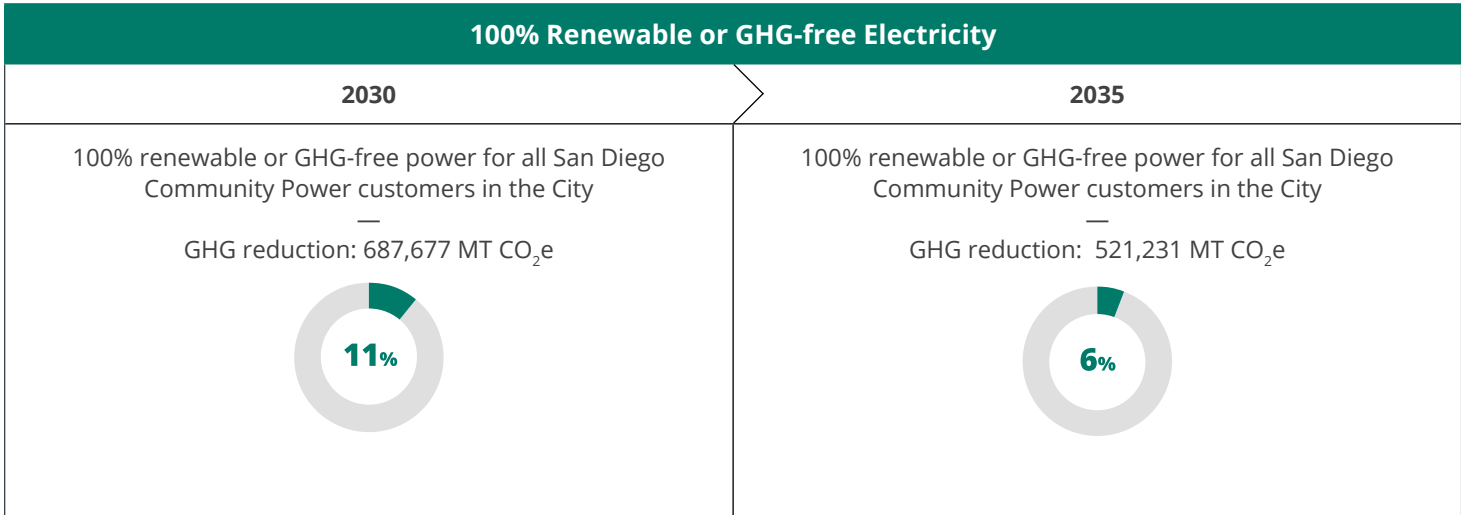 100% Renewable or GHG-free Electricity
2030
2035
100% renewable or GHG-free power for all San Diego
Community Power customers in the City
—
GHG reduction: 687,677 MT CO₂e
11%
100% renewable or GHG-free power for all San Diego
Community Power customers in the City
—
GHG reduction:  521,231 MT CO₂e
6%